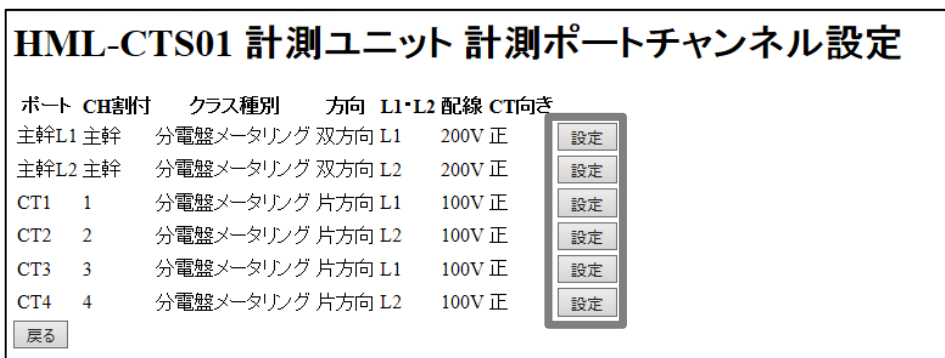 HML-CTS01 計測ユニット 計測ポートチャンネル設定
ポート CH割付 クラス種別 方向 L1・L2 配線 CT向き
主幹L1 主幹 分電盤メータリング 双方向 L1 200V 正 設定
主幹L2 主幹 分電盤メータリング 双方向 L2 200V 正 設定
CT1 1 分電盤メータリング 片方向 L1 100V 正 設定
CT2 2 分電盤メータリング 片方向 L2 100V 正 設定
CT3 3 分電盤メータリング 片方向 L1 100V 正 設定
CT4 4 分電盤メータリング 片方向 L2 100V 正 設定
戻る